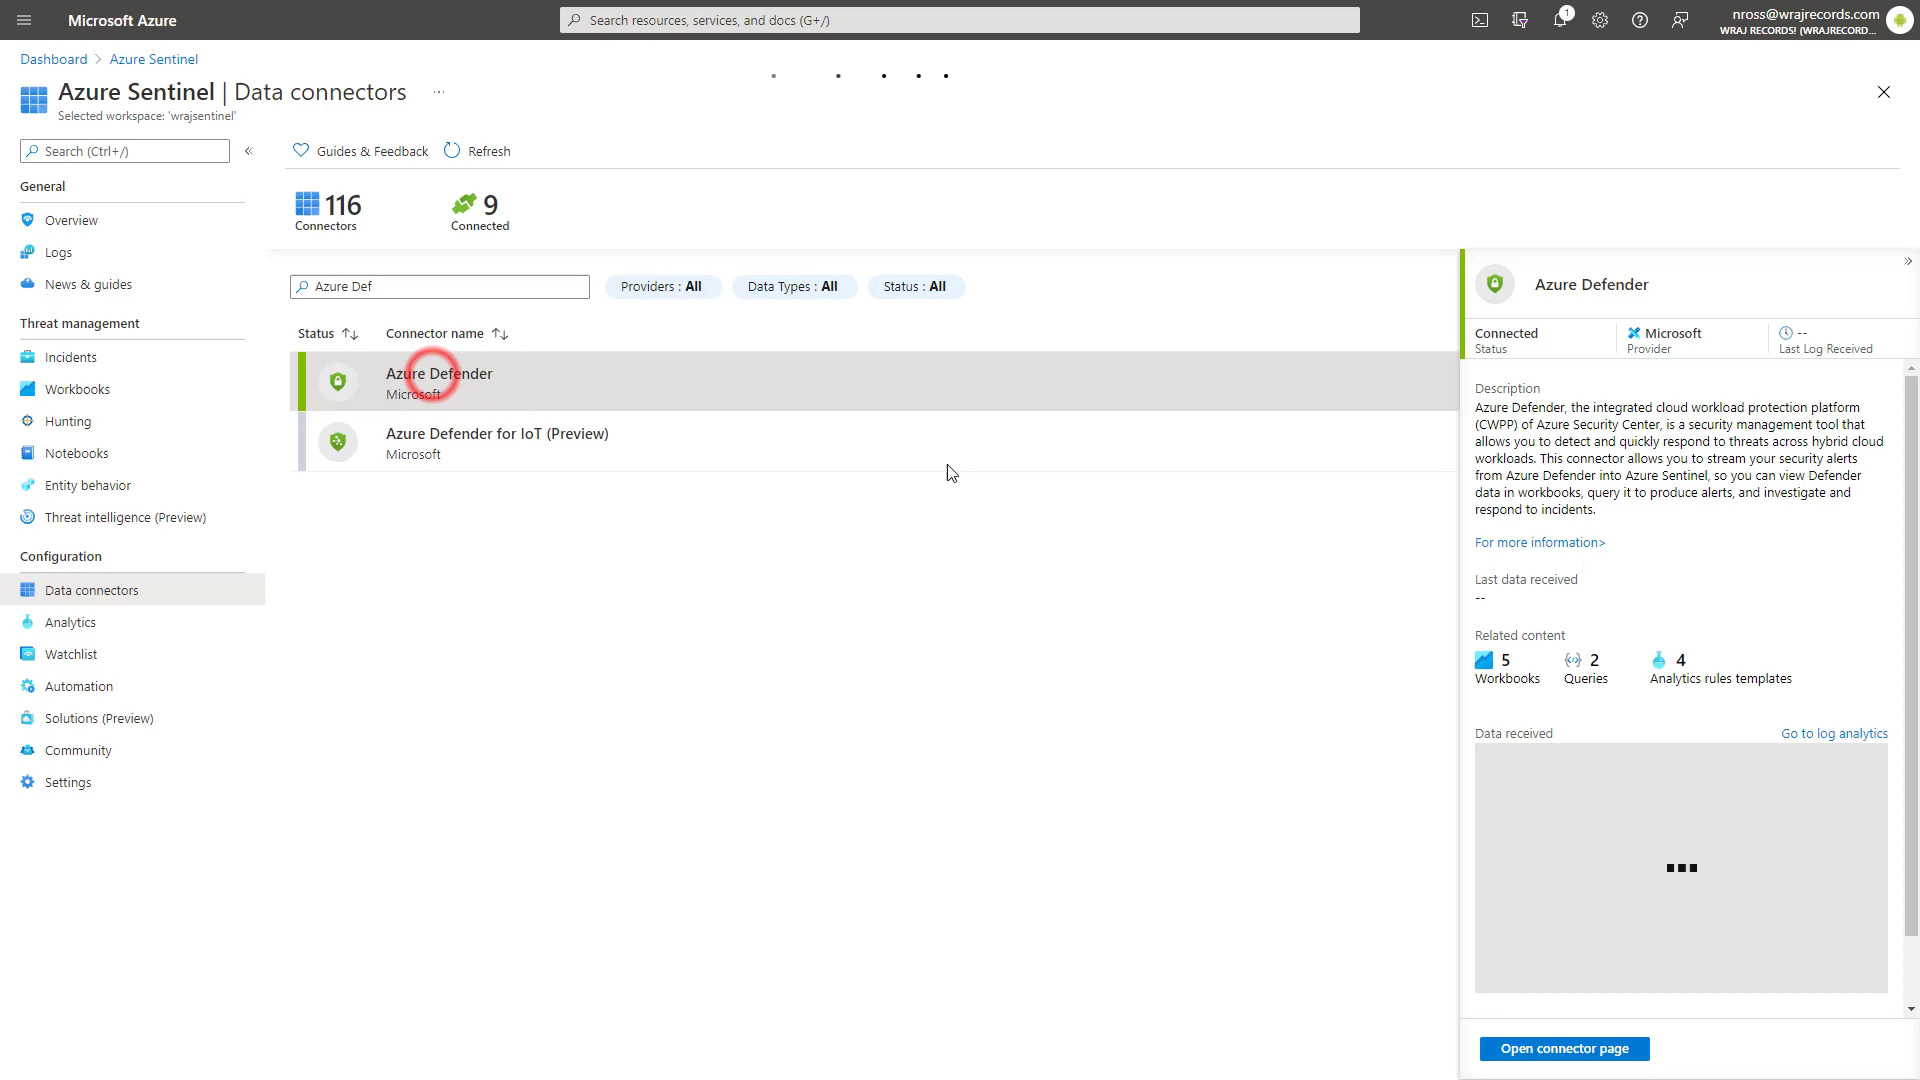 Microsoft Azure
Search resources, services, and docs (G+/)
1
nross@wrajrecords.com
WRAJ RECORDS! (WRAJRECORD...
Dashboard > Azure Sentinel
Azure Sentinel | Data connectors ...
Selected workspace: 'wrajsentinel'
Search (Ctrl+/)
«
Guides & Feedback
Refresh
General
Overview
Logs
News & guides
Threat management
Incidents
Workbooks
Hunting
Notebooks
Entity behavior
Threat intelligence (Preview)
Configuration
Data connectors
Analytics
Watchlist
Automation
Solutions (Preview)
Community
Settings
116
Connectors
9
Connected
Azure Def
Providers : All
Data Types : All
Status : All
Status ↑↓
Connector name ↑↓
Azure Defender
Microsoft
Azure Defender for IoT (Preview)
Microsoft
»
Azure Defender
Connected
Status
Microsoft
Provider
--
Last Log Received
Description
Azure Defender, the integrated cloud workload protection platform
(CWPP) of Azure Security Center, is a security management tool that
allows you to detect and quickly respond to threats across hybrid cloud
workloads. This connector allows you to stream your security alerts
from Azure Defender into Azure Sentinel, so you can view Defender
data in workbooks, query it to produce alerts, and investigate and
respond to incidents.
For more information>
Last data received
--
Related content
5
Workbooks
2
Queries
4
Analytics rules templates
Data received
Go to log analytics
Open connector page